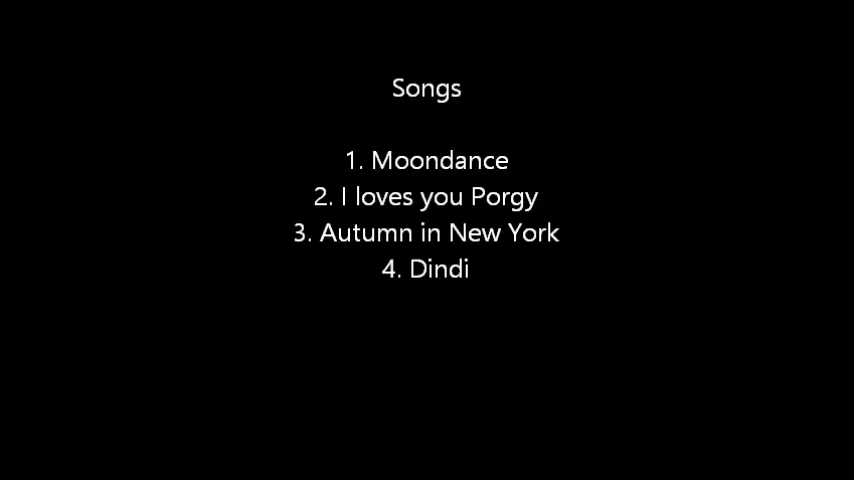 Songs
1. Moondance
2. I loves you Porgy
3. Autumn in New York
4. Dindi